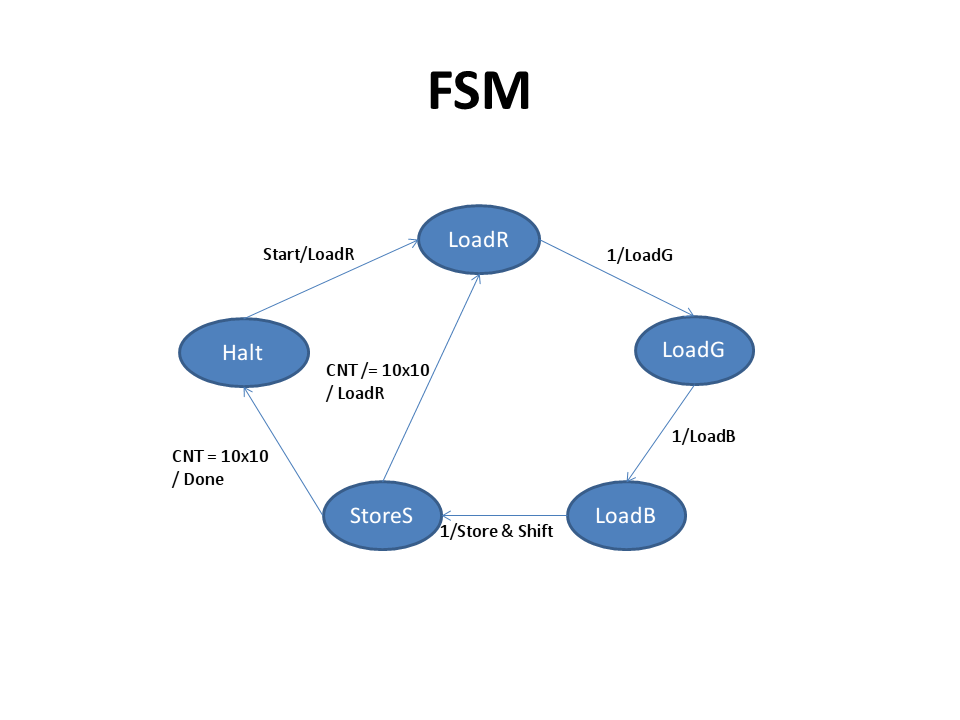 FSM
LoadR
Start/LoadR
1/LoadG
Halt
LoadG
CNT /= 10x10
/ LoadR
1/LoadB
CNT = 10x10
/ Done
StoreS
LoadB
1/Store & Shift